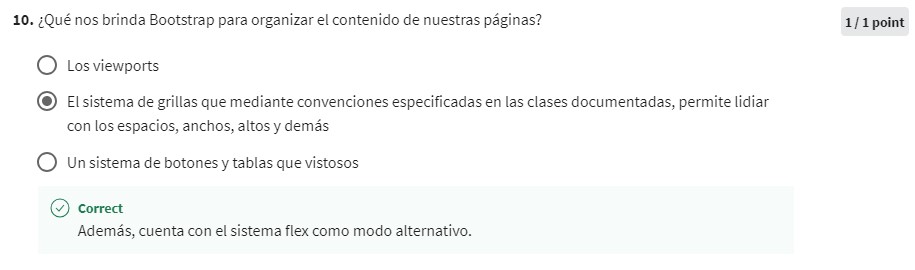 10. ¿Qué nos brinda Bootstrap para organizar el contenido de nuestras páginas?
1 / 1 point
Los viewports
El sistema de grillas que mediante convenciones especificadas en las clases documentadas, permite lidiar
con los espacios, anchos, altos y demás
Un sistema de botones y tablas que vistosos
Correct
Además, cuenta con el sistema flex como modo alternativo.